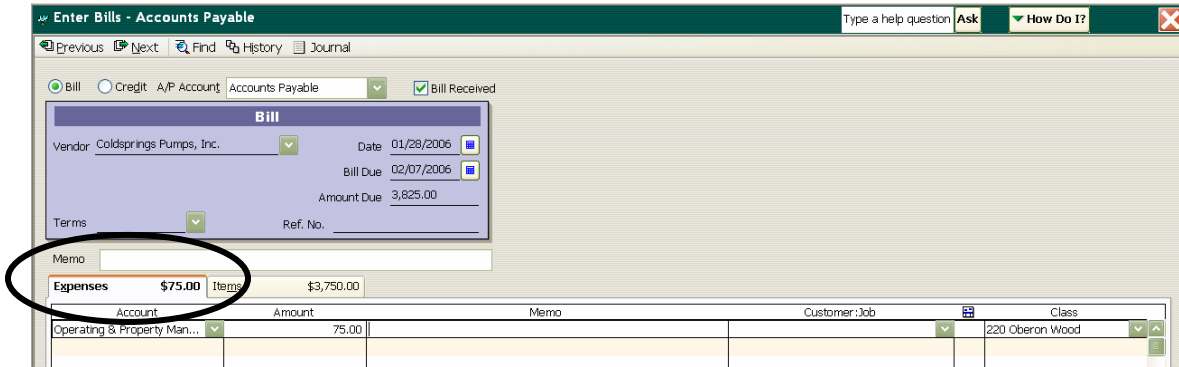 Enter Bills - Accounts Payable Type a help question Ask How Do I?
Previous Next Find History Journal
Bill Credit A/P Account Accounts Payable Bill Received
Bill
Vendor Coldsprings Pumps, Inc. Date 01/28/2006
Bill Due 02/07/2006
Amount Due 3,825.00
Terms Ref. No.
Memo
Expenses $75.00 Items $3,750.00
Account Amount Memo Customer:Job Class
Operating & Property Man... 75.00 220 Oberon Wood